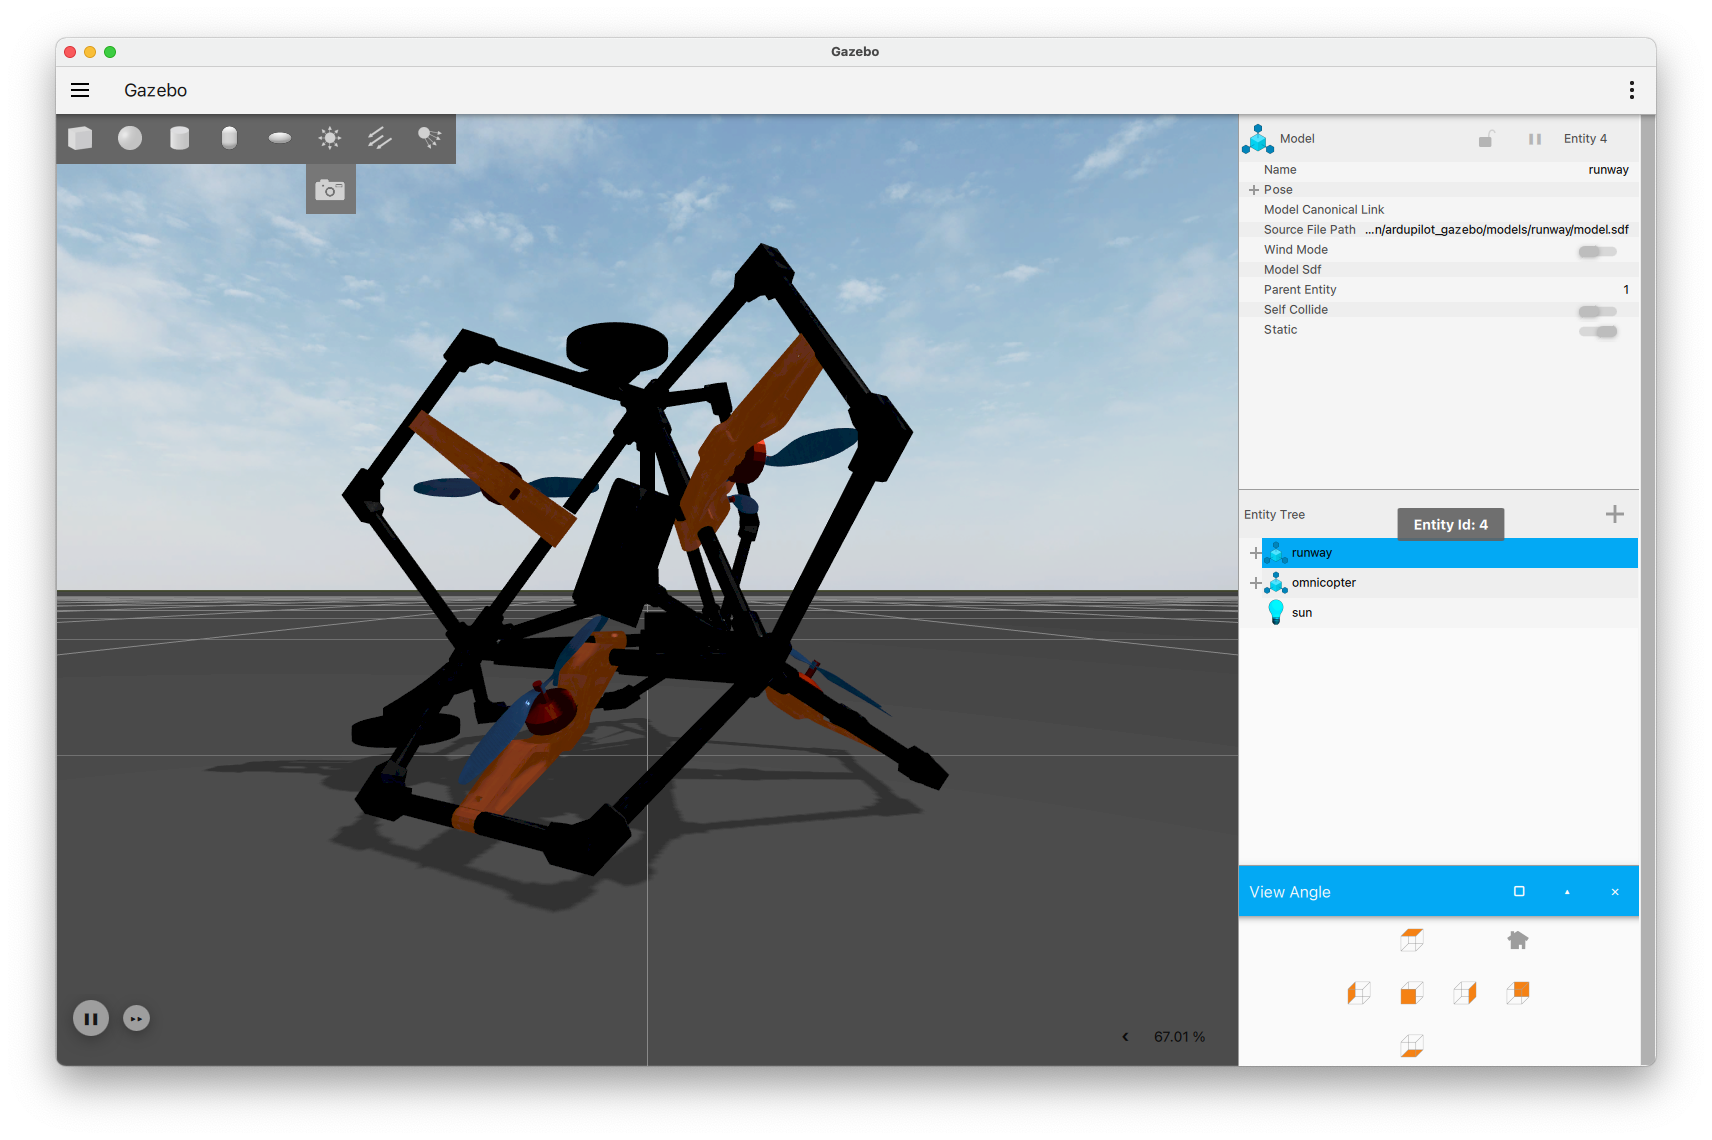 Gazebo
Gazebo
Model
Entity 4
Name runway
Pose
Model Canonical Link
Source File Path ...n/ardupilot_gazebo/models/runway/model.sdf
Wind Mode
Model Sdf
Parent Entity 1
Self Collide
Static
Entity Tree
Entity Id: 4
runway
omnicopter
sun
View Angle
67.01 %